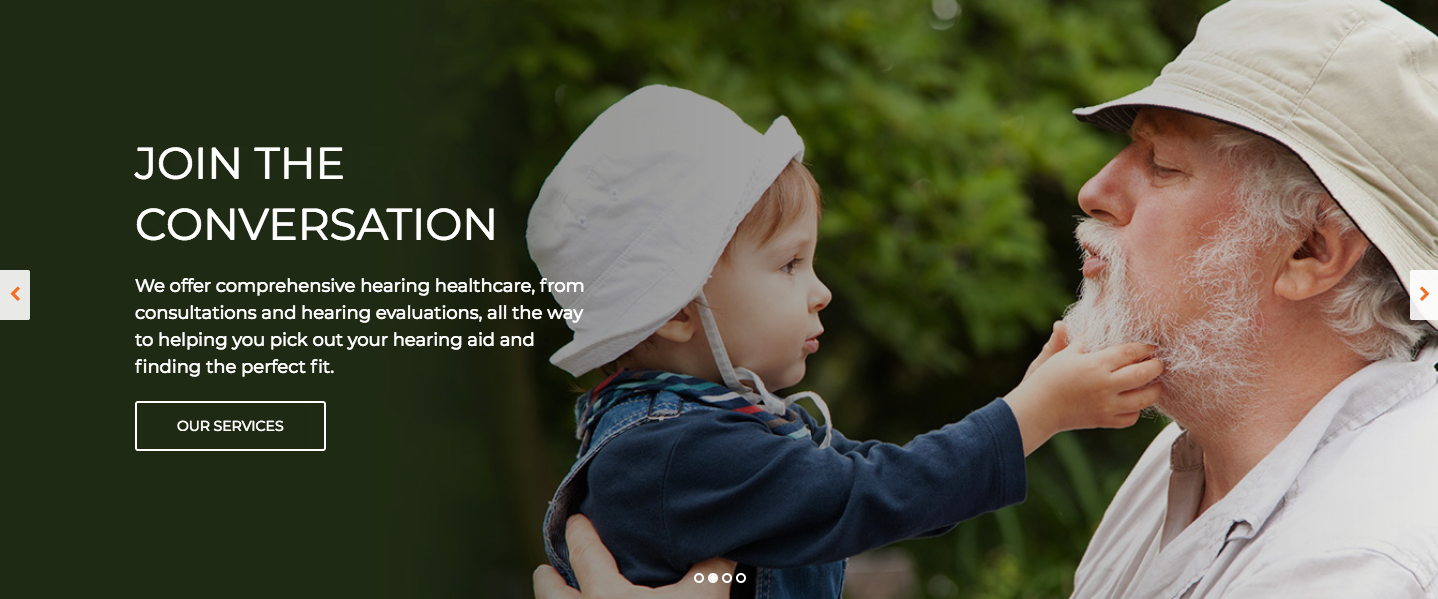 JOIN THE
CONVERSATION
We offer comprehensive hearing healthcare, from
consultations and hearing evaluations, all the way
to helping you pick out your hearing aid and
finding the perfect fit.
OUR SERVICES